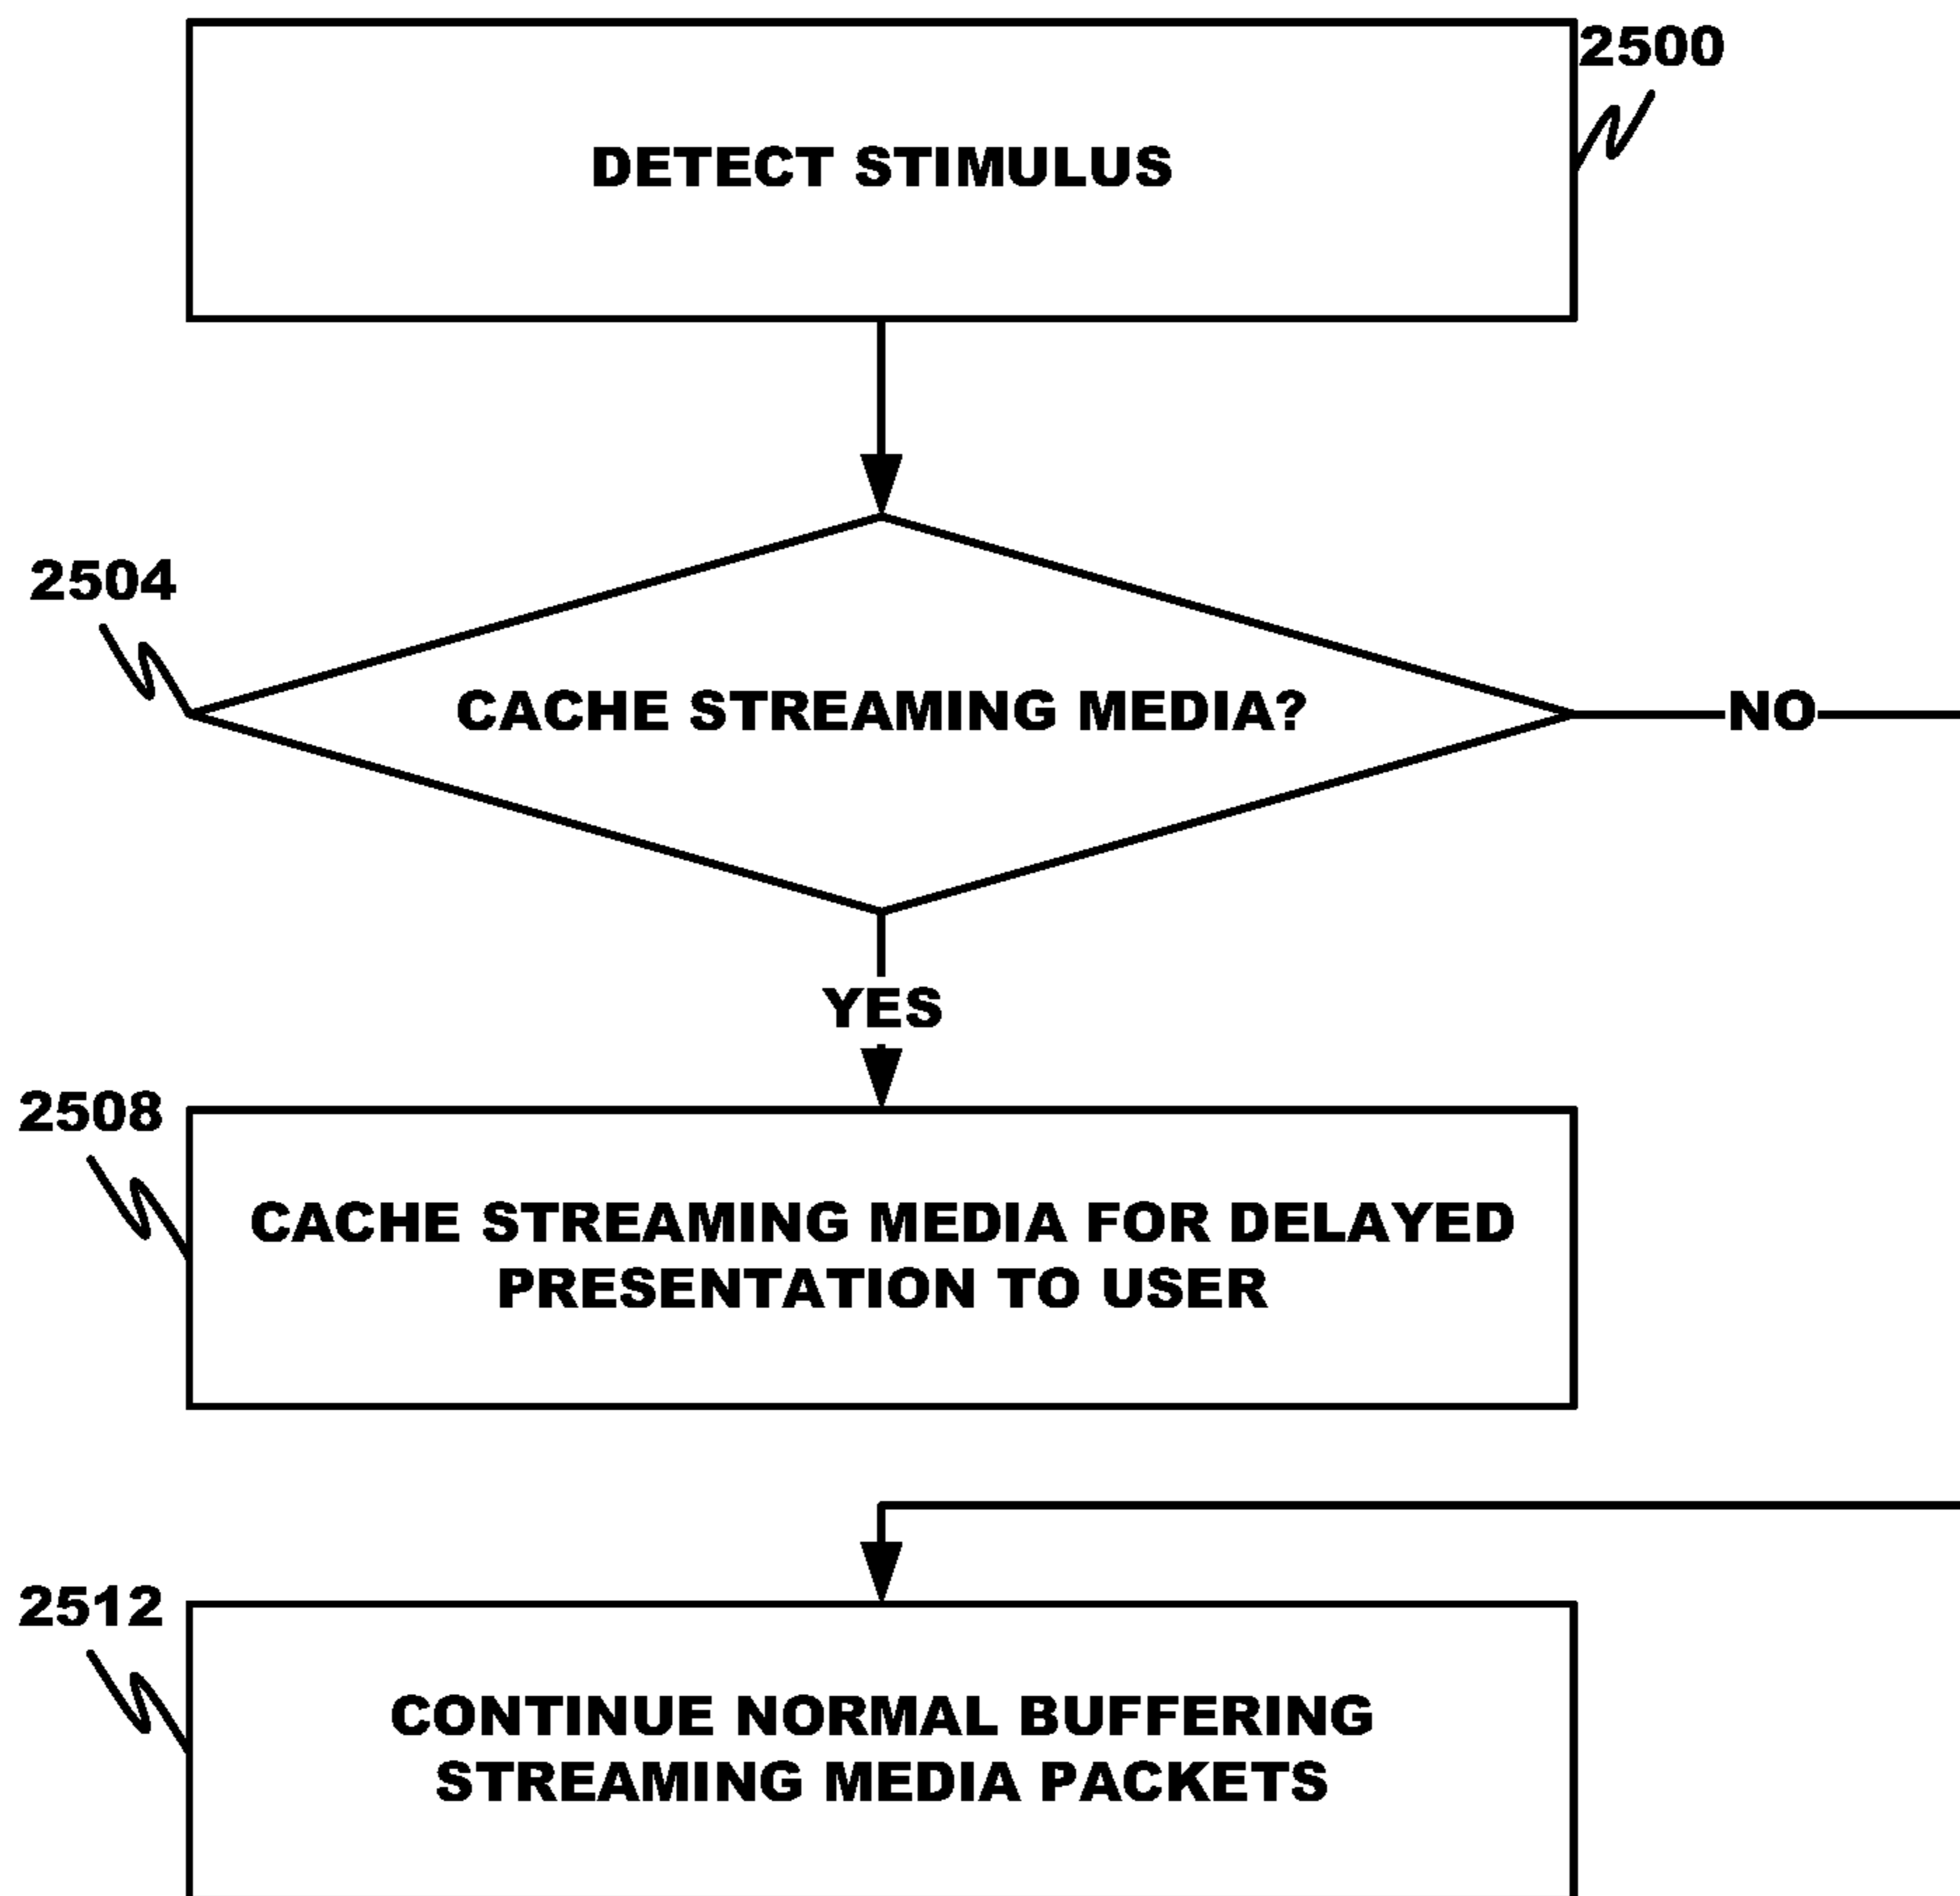 2500
DETECT STIMULUS
2504
CACHE STREAMING MEDIA?
NO
YES
2508
CACHE STREAMING MEDIA FOR DELAYED
PRESENTATION TO USER
2512
CONTINUE NORMAL BUFFERING
STREAMING MEDIA PACKETS